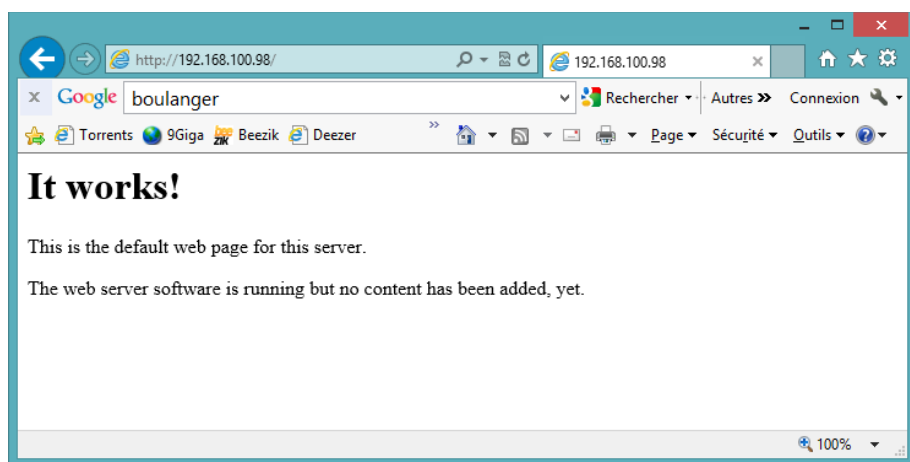 http://192.168.100.98/
192.168.100.98
Google boulanger Rechercher Autres » Connexion
Torrents 9Giga ZIK Beezik Deezer » Page Sécurité Outils
It works!
This is the default web page for this server.
The web server software is running but no content has been added, yet.
100%